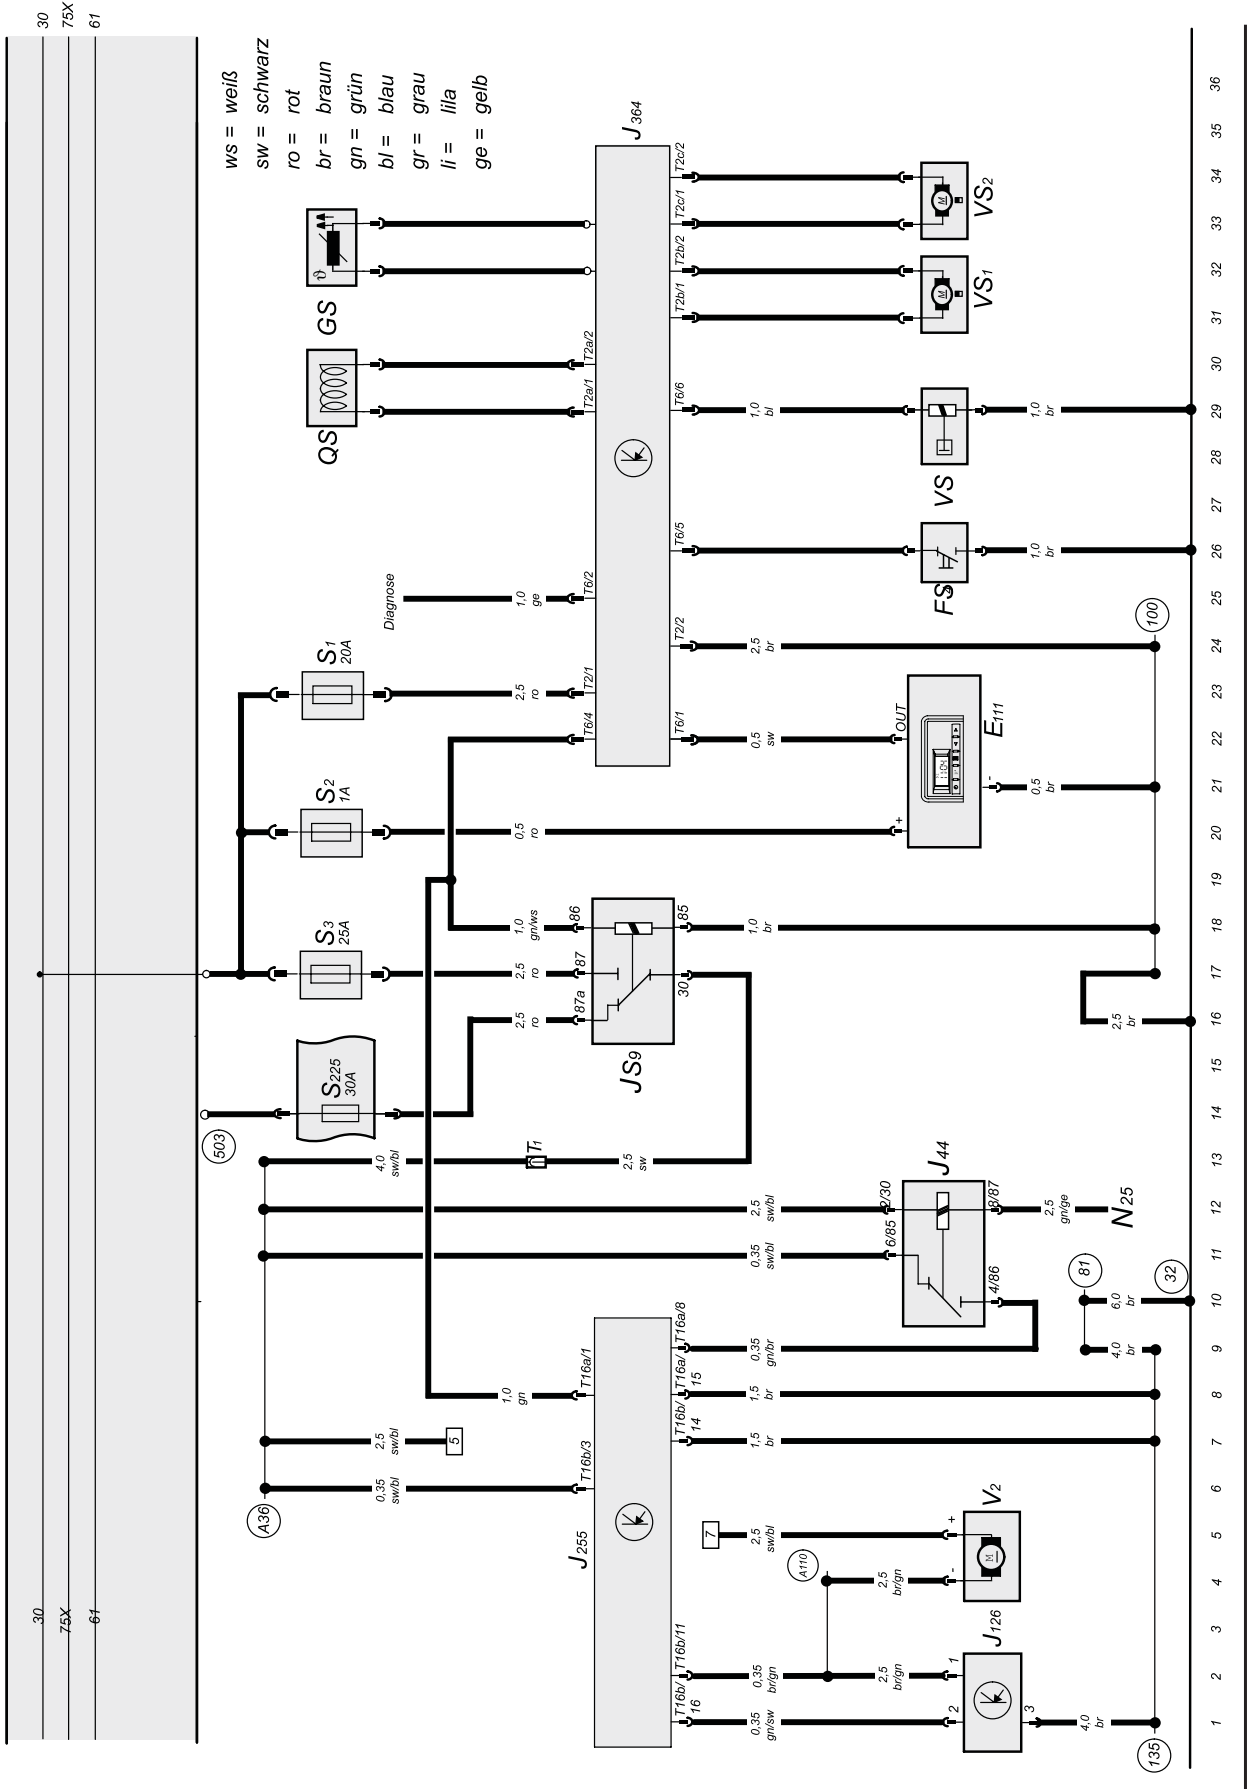 30
75X
61
30
75X
61
ws = weiß
sw = schwarz
ro = rot
br = braun
gn = grün
bl = blau
gr = grau
li = lila
ge = gelb
A36
503
S225
30A
S3
25A
S2
1A
S1
20A
Diagnose
QS
GS
ϑ
0,35
sw/bl
2,5
sw/bl
5
4,0
sw/bl
T1
2,5
sw
1,0
gn
2,5
ro
2,5
ro
1,0
gn/ws
0,5
ro
2,5
ro
1,0
ge
T16b/3
T16a/1
87a
87
86
T6/4
T2/1
T6/2
T2a/1
T2a/2
J255
JS9
J364
T16b/
16
T16b/11
T16b/
14
T16a/
15
T16a/8
30
85
T6/1
T2/2
T6/5
T6/6
T2b/1
T2b/2
T2c/1
T2c/2
0,35
gn/sw
0,35
br/gn
2,5
br/gn
A110
2,5
br/gn
7
2,5
sw/bl
1,5
br
1,5
br
0,35
gn/br
0,35
sw/bl
2,5
sw/bl
1,0
br
0,5
sw
2,5
br
1,0
bl
2
1
3
J126
-
+
M
V2
6/85
2/30
4/86
8/87
J44
2,5
gn/ge
N25
+
OUT
-
E111
0,5
br
FS
1,0
br
VS
1,0
br
M
VS1
M
VS2
4,0
br
135
4,0
br
81
6,0
br
32
2,5
br
100
1
2
3
4
5
6
7
8
9
10
11
12
13
14
15
16
17
18
19
20
21
22
23
24
25
26
27
28
29
30
31
32
33
34
35
36